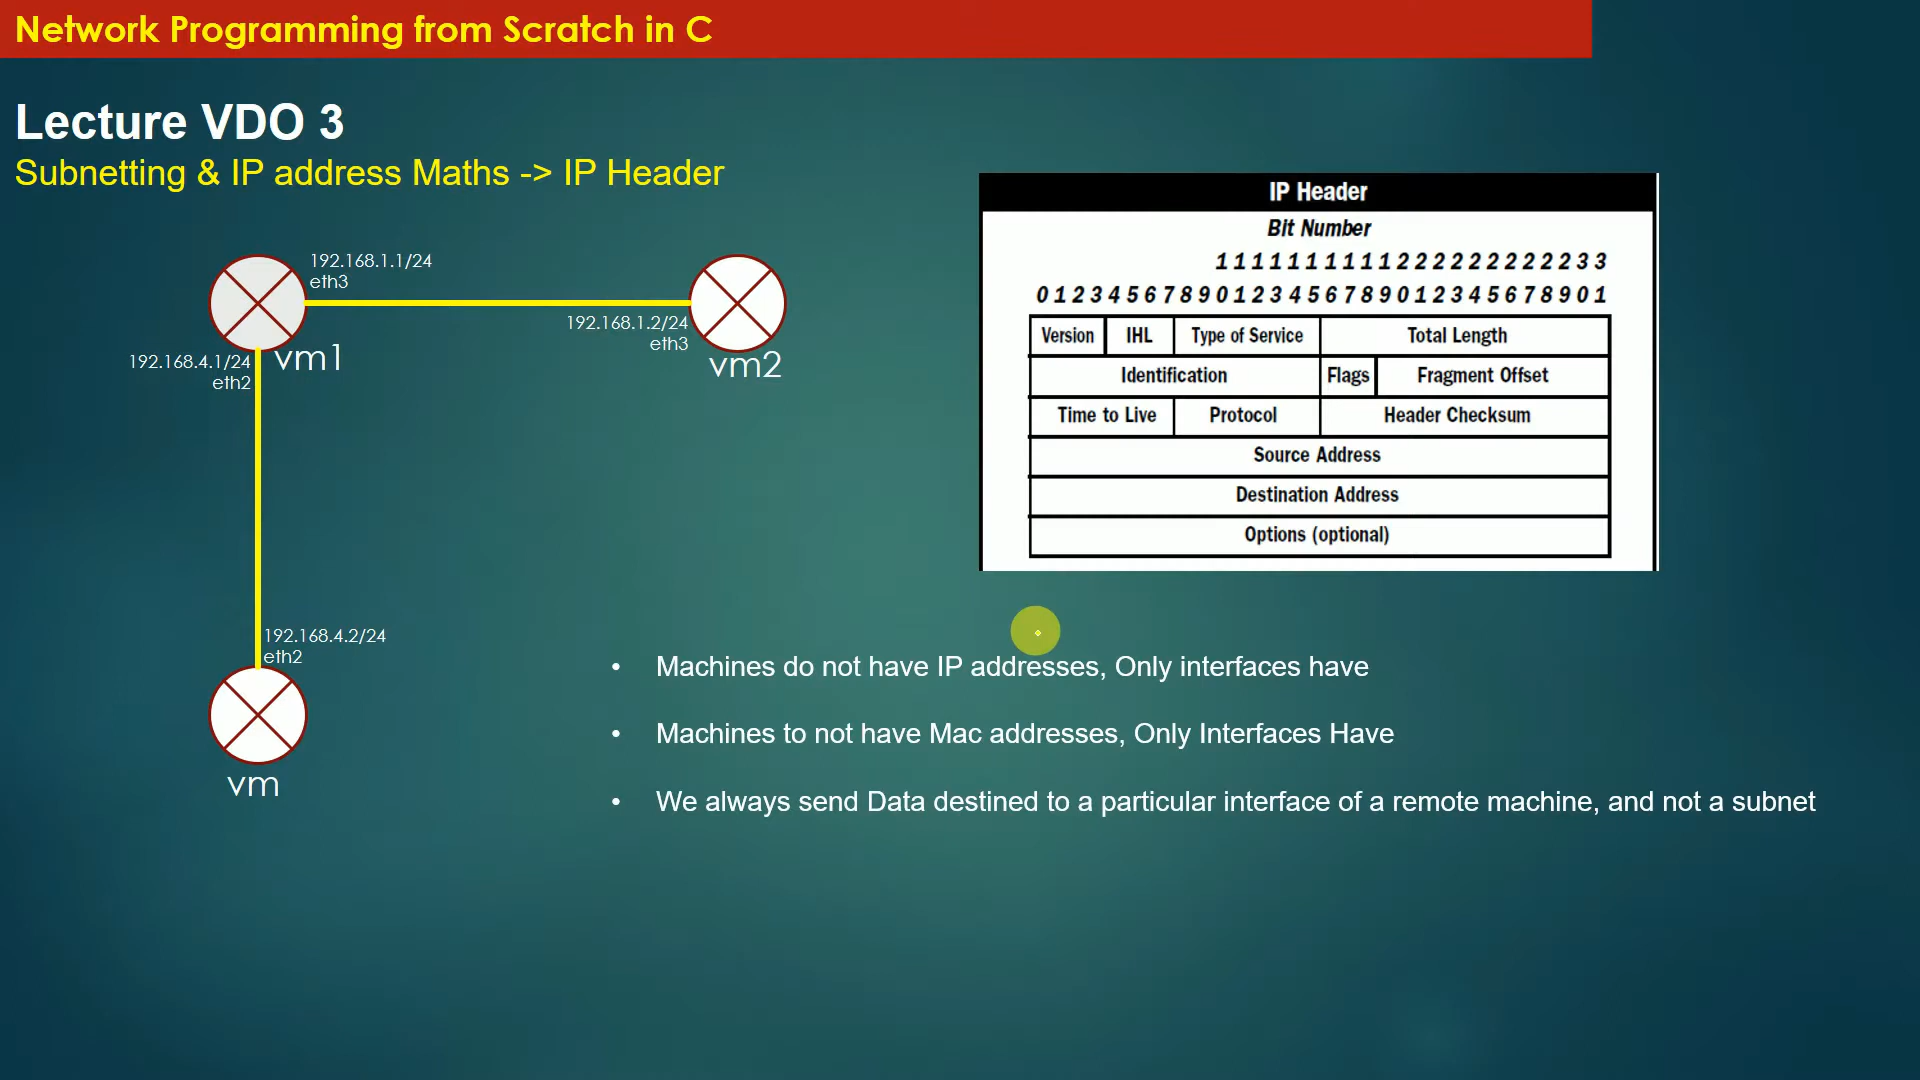 Network Programming from Scratch in C
Lecture VDO 3
Subnetting & IP address Maths -> IP Header
192.168.1.1/24
eth3
192.168.1.2/24
eth3
vm1
vm2
192.168.4.1/24
eth2
192.168.4.2/24
eth2
vm
IP Header
Bit Number
1 1 1 1 1 1 1 1 1 1 2 2 2 2 2 2 2 2 2 2 3 3
0 1 2 3 4 5 6 7 8 9 0 1 2 3 4 5 6 7 8 9 0 1 2 3 4 5 6 7 8 9 0 1
Version IHL Type of Service Total Length
Identification Flags Fragment Offset
Time to Live Protocol Header Checksum
Source Address
Destination Address
Options (optional)
• Machines do not have IP addresses, Only interfaces have
• Machines to not have Mac addresses, Only Interfaces Have
• We always send Data destined to a particular interface of a remote machine, and not a subnet